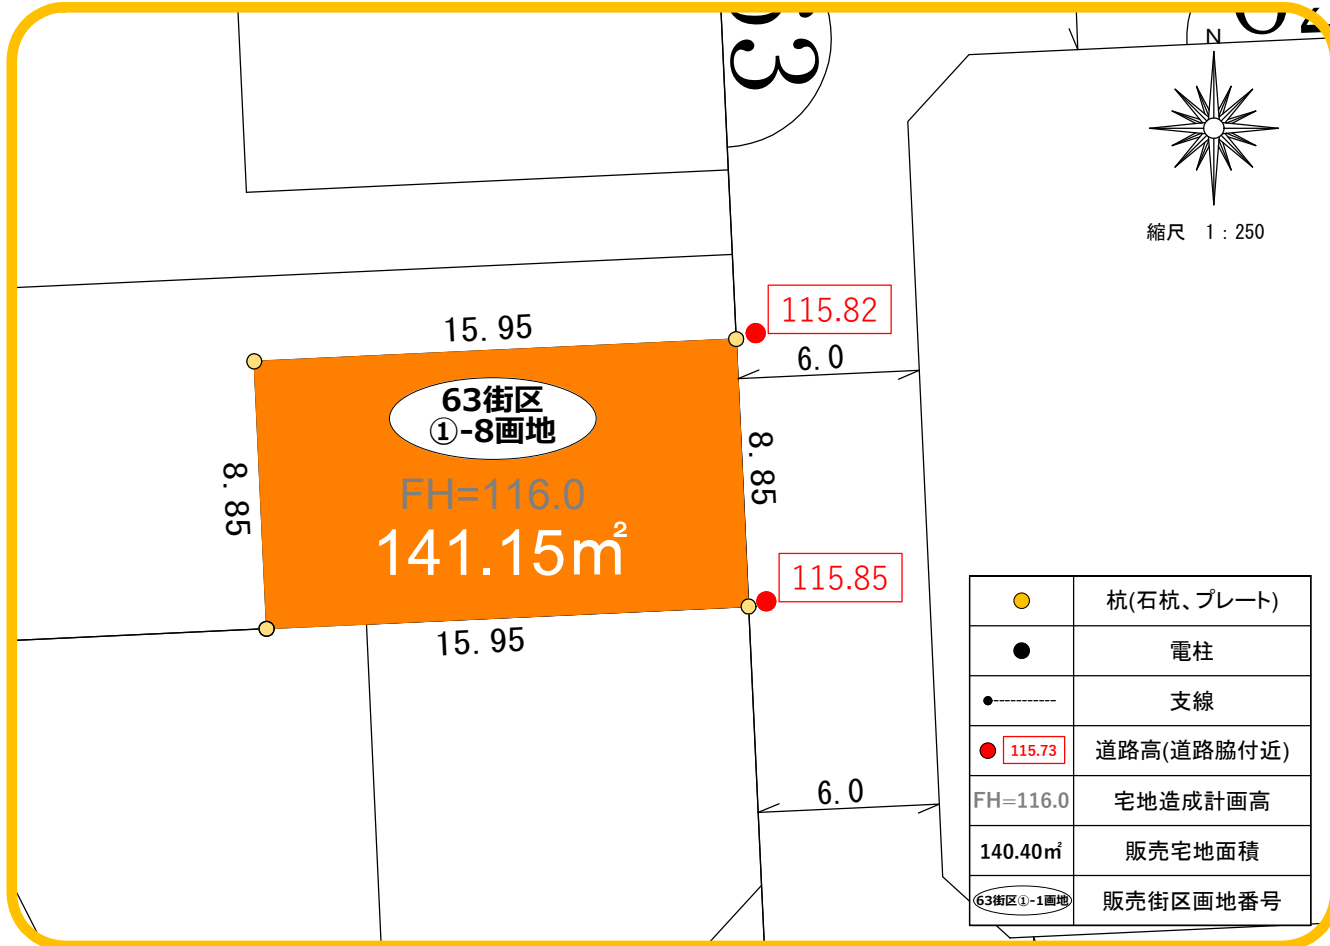 63
N
縮尺 1:250
115.82
15.95
6.0
63街区
①-8画地
8.85
8.85
FH=116.0
141.15㎡
115.85
15.95
6.0
杭(石杭、プレート)
電柱
支線
115.73 道路高(道路脇付近)
FH=116.0 宅地造成計画高
140.40㎡ 販売宅地面積
63街区①-1画地 販売街区画地番号